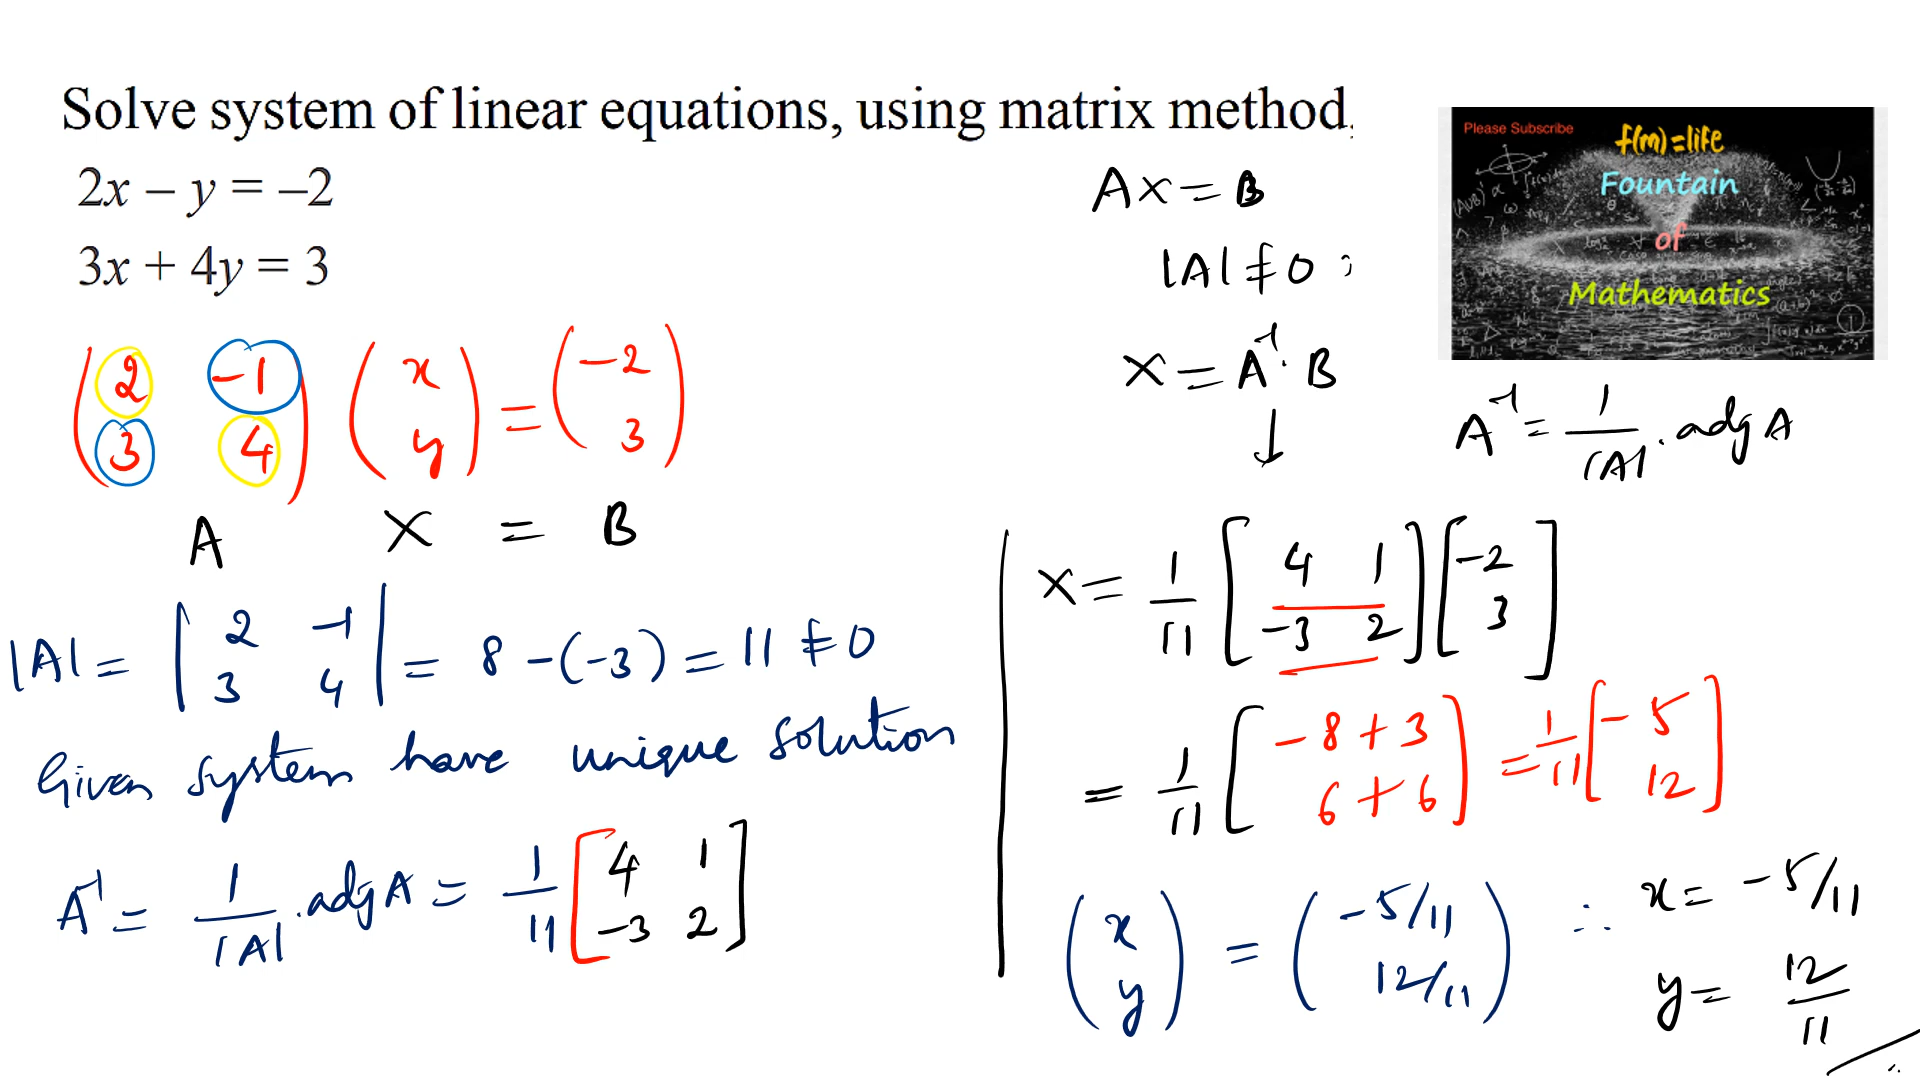 Solve system of linear equations, using matrix method,
2x – y = –2
3x + 4y = 3
(2 -1
3 4) (x
y) = (-2
3)
A X = B
|A| = |2 -1
3 4| = 8 - (-3) = 11 ≠ 0
Given system have unique solution
A⁻¹ = 1/|A| . adj A = 1/11 [4 1
-3 2]
AX = B
|A| ≠ 0 ;
X = A⁻¹ . B
↓
Please Subscribe
f(m)=life
Fountain
of
Mathematics
A⁻¹ = 1/|A| . adj A
X = 1/11 [4 1
-3 2] [-2
3]
= 1/11 [-8 + 3
6 + 6] = 1/11 [-5
12]
(x
y) = (-5/11
12/11)
∴ x = -5/11
y = 12/11